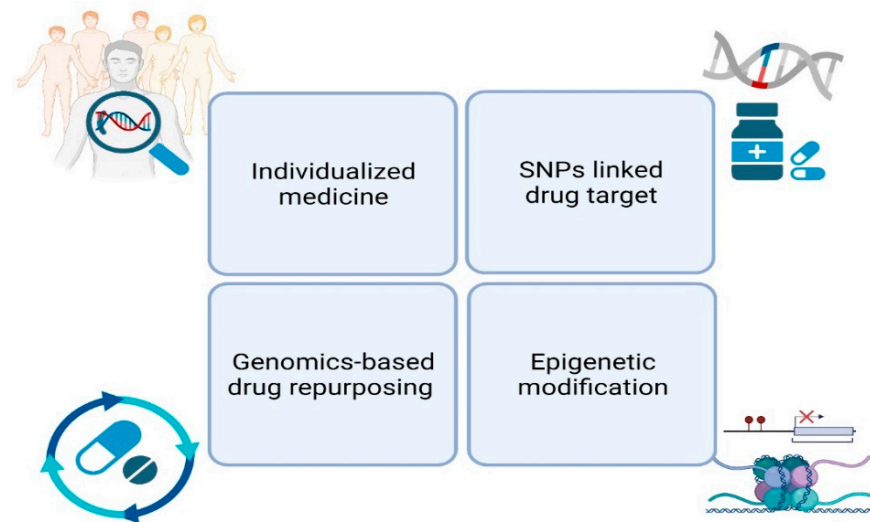 Individualized
medicine
SNPs linked
drug target
Genomics-based
drug repurposing
Epigenetic
modification